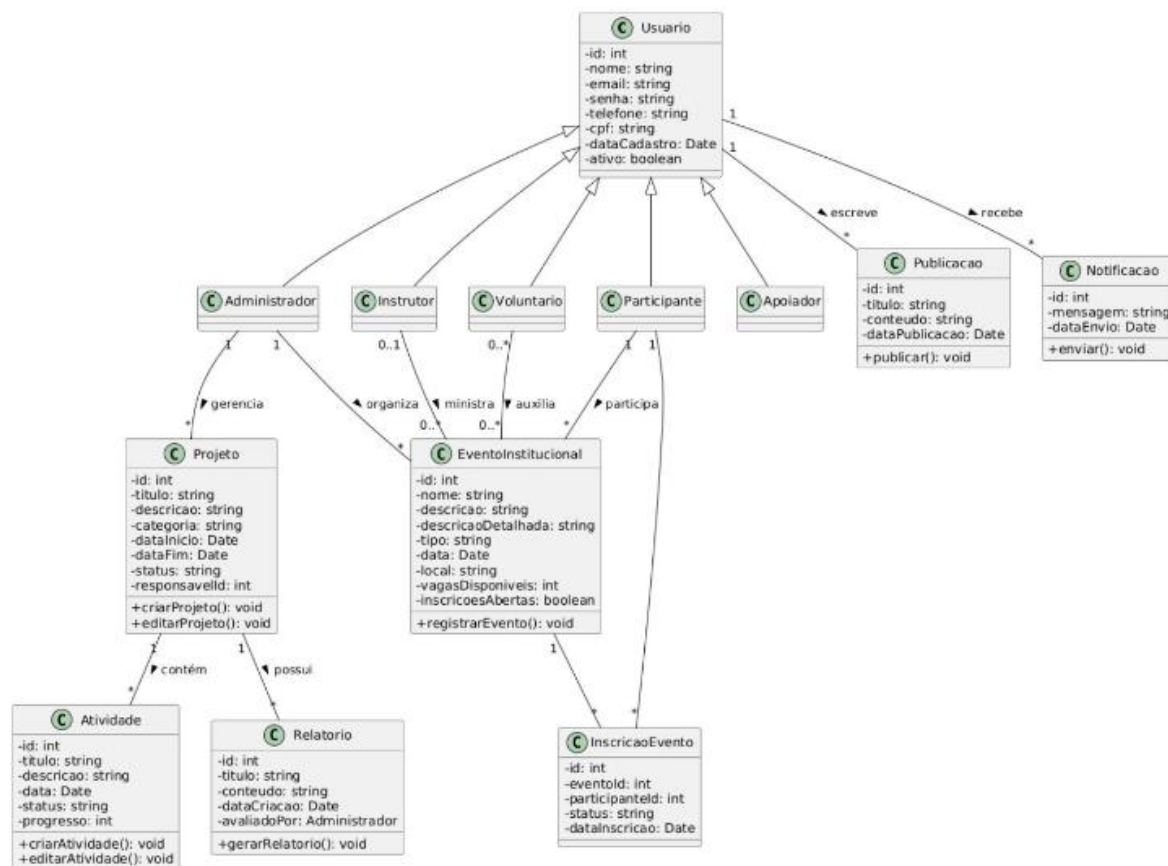 C Usuario
-id: int
-nome: string
-email: string
-senha: string
-telefone: string
-cpf: string
-dataCadastro: Date
-ativo: boolean
1
1
escreve
recebe
*
*
C Administrador
C Instrutor
C Voluntario
C Participante
C Apoiador
C Publicacao
-id: int
-titulo: string
-conteudo: string
-dataPublicacao: Date
+publicar(): void
C Notificacao
-id: int
-mensagem: string
-dataEnvio: Date
+enviar(): void
1
1
0..1
0..*
1
1
gerencia
organiza
ministra
auxilia
participa
*
*
0..*
0..*
*
C Projeto
-id: int
-titulo: string
-descricao: string
-categoria: string
-dataInicio: Date
-dataFim: Date
-status: string
-responsavelId: int
+criarProjeto(): void
+editarProjeto(): void
C EventoInstitucional
-id: int
-nome: string
-descricao: string
-descricaoDetalhada: string
-tipo: string
-data: Date
-local: string
-vagasDisponiveis: int
-inscricoesAbertas: boolean
+registrarEvento(): void
1
1
1
contém
possui
*
*
*
*
C Atividade
-id: int
-titulo: string
-descricao: string
-data: Date
-status: string
-progresso: int
+criarAtividade(): void
+editarAtividade(): void
C Relatorio
-id: int
-titulo: string
-conteudo: string
-dataCriacao: Date
-avaliadoPor: Administrador
+gerarRelatorio(): void
C InscricaoEvento
-id: int
-eventoId: int
-participanteId: int
-status: string
-dataInscricao: Date